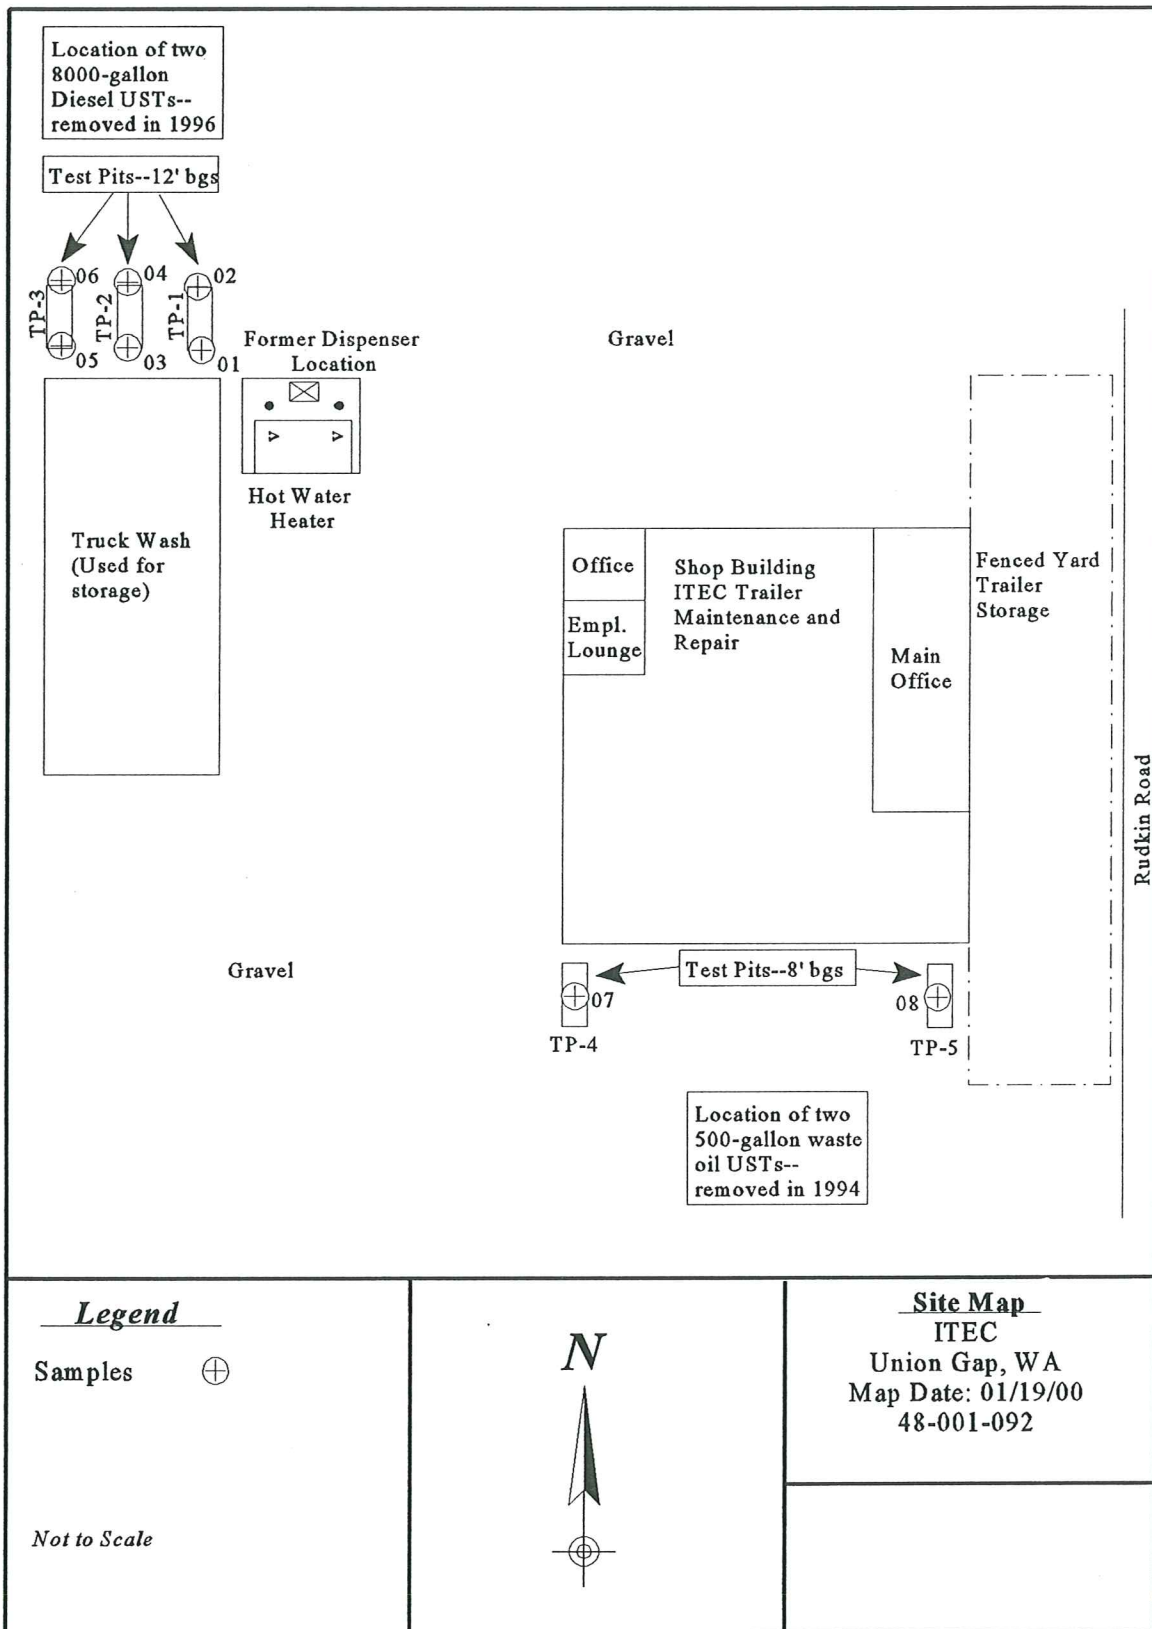 Location of two
8000-gallon
Diesel USTs--
removed in 1996
Test Pits--12' bgs
06
04
02
TP-3
TP-2
TP-1
05
03
01
Former Dispenser
Location
Gravel
Hot Water
Heater
Truck Wash
(Used for
storage)
Office
Empl.
Lounge
Shop Building
ITEC Trailer
Maintenance and
Repair
Main
Office
Fenced Yard
Trailer
Storage
Rudkin Road
Gravel
Test Pits--8' bgs
07
08
TP-4
TP-5
Location of two
500-gallon waste
oil USTs--
removed in 1994
Legend
Samples
Not to Scale
N
Site Map
ITEC
Union Gap, WA
Map Date: 01/19/00
48-001-092